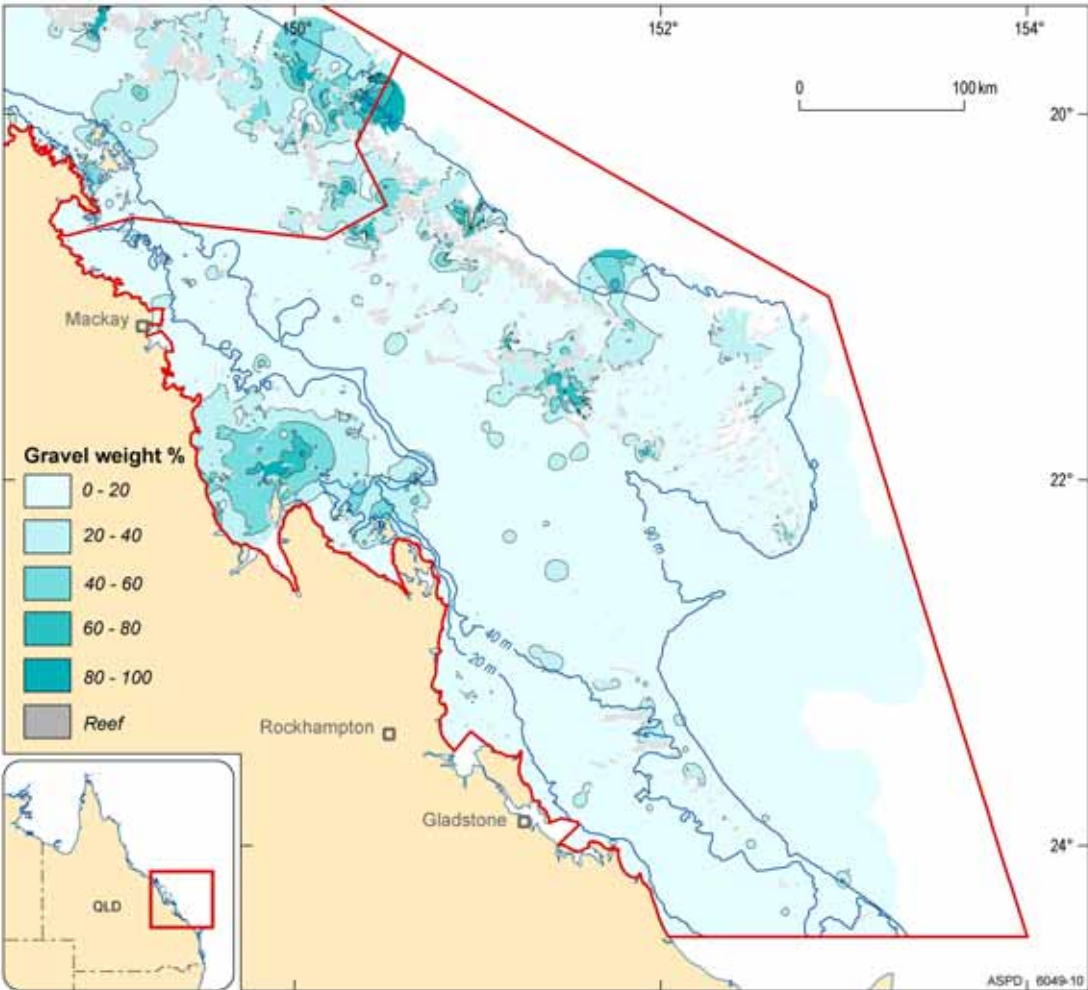 150°
152°
154°
0 100 km
20°
Mackay
Gravel weight %
0 - 20
20 - 40
40 - 60
60 - 80
80 - 100
Reef
22°
90 m
40 m
20 m
Rockhampton
Gladstone
24°
QLD
ASPD 6049-10